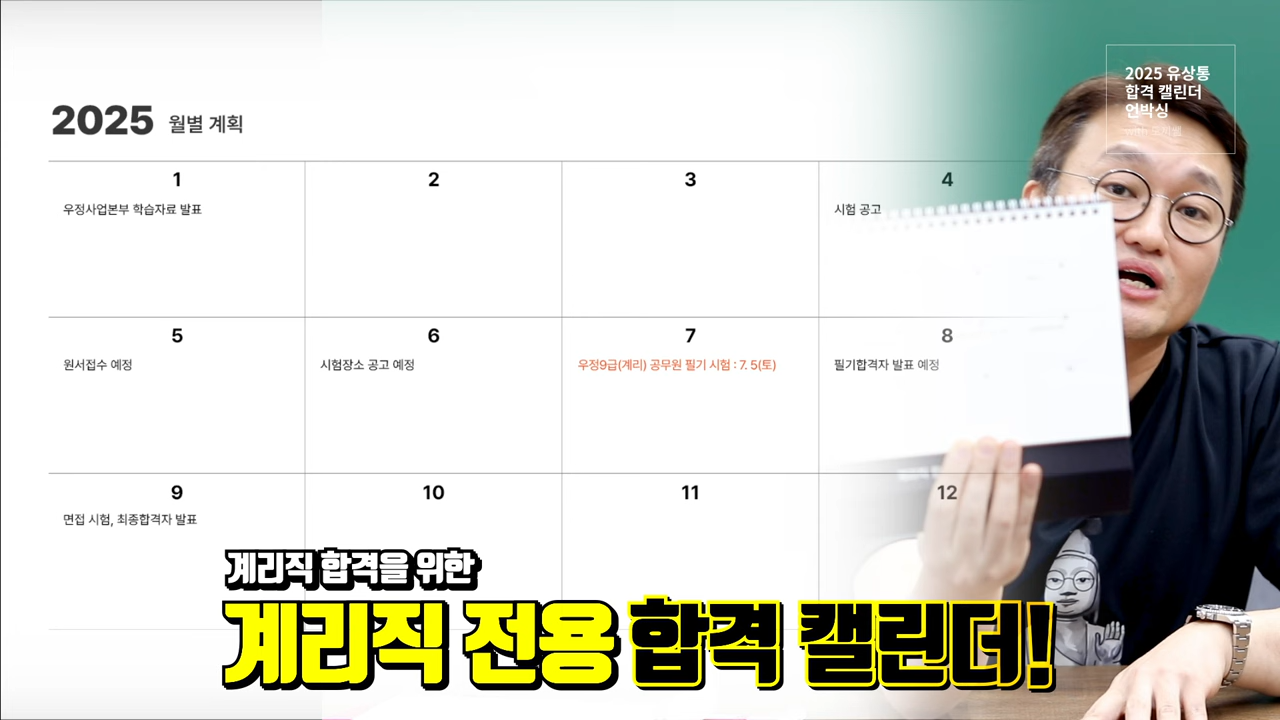 2025 유상통
합격 캘린더
언박싱
2025 월별 계획
1
우정사업본부 학습자료 발표
2
3
4
시험 공고
5
원서접수 예정
6
시험장소 공고 예정
7
우정9급(계리) 공무원 필기 시험 : 7. 5(토)
8
필기합격자 발표 예정
9
면접 시험, 최종합격자 발표
10
11
12
계리직 합격을 위한
계리직 전용 합격 캘린더!